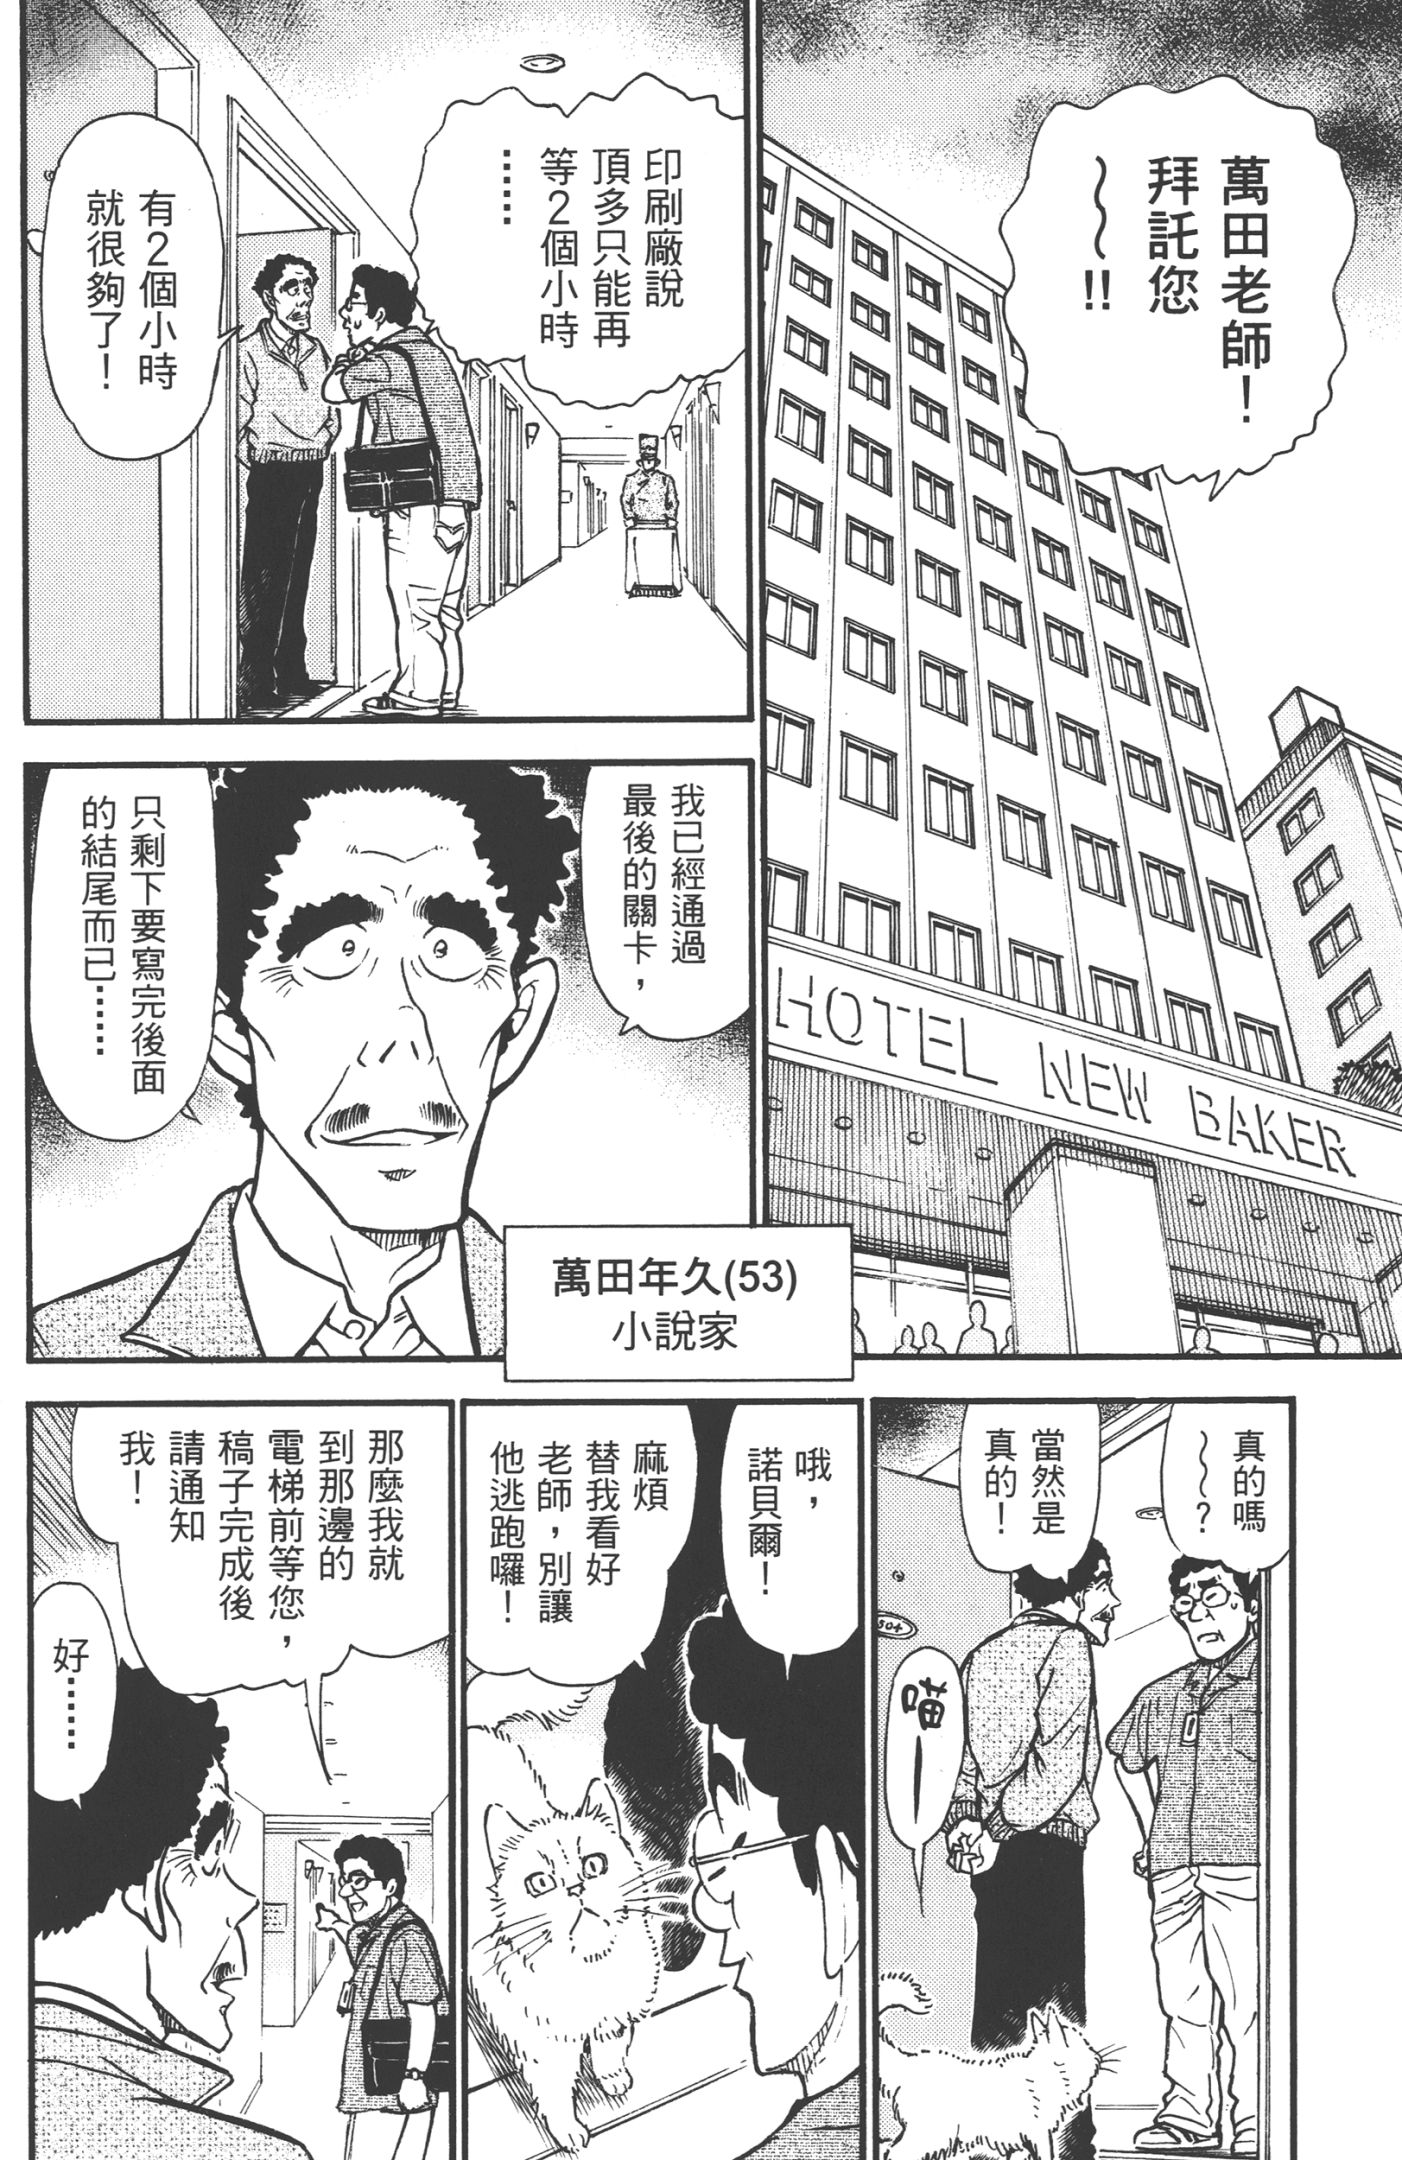 萬田老師！
拜託您
～～!!
HOTEL NEW BAKER
印刷廠說
頂多只能再
等2個小時
……
有2個小時
就很夠了！
我已經通過
最後的關卡，
只剩下要寫完後面
的結尾而已……
萬田年久(53)
小說家
真的嗎
～～?
當然是
真的！
喵——
哦，
諾貝爾！
麻煩
替我看好
老師，別讓
他逃跑囉！
那麼我就
到那邊的
電梯前等您，
稿子完成後
請通知
我！
好……